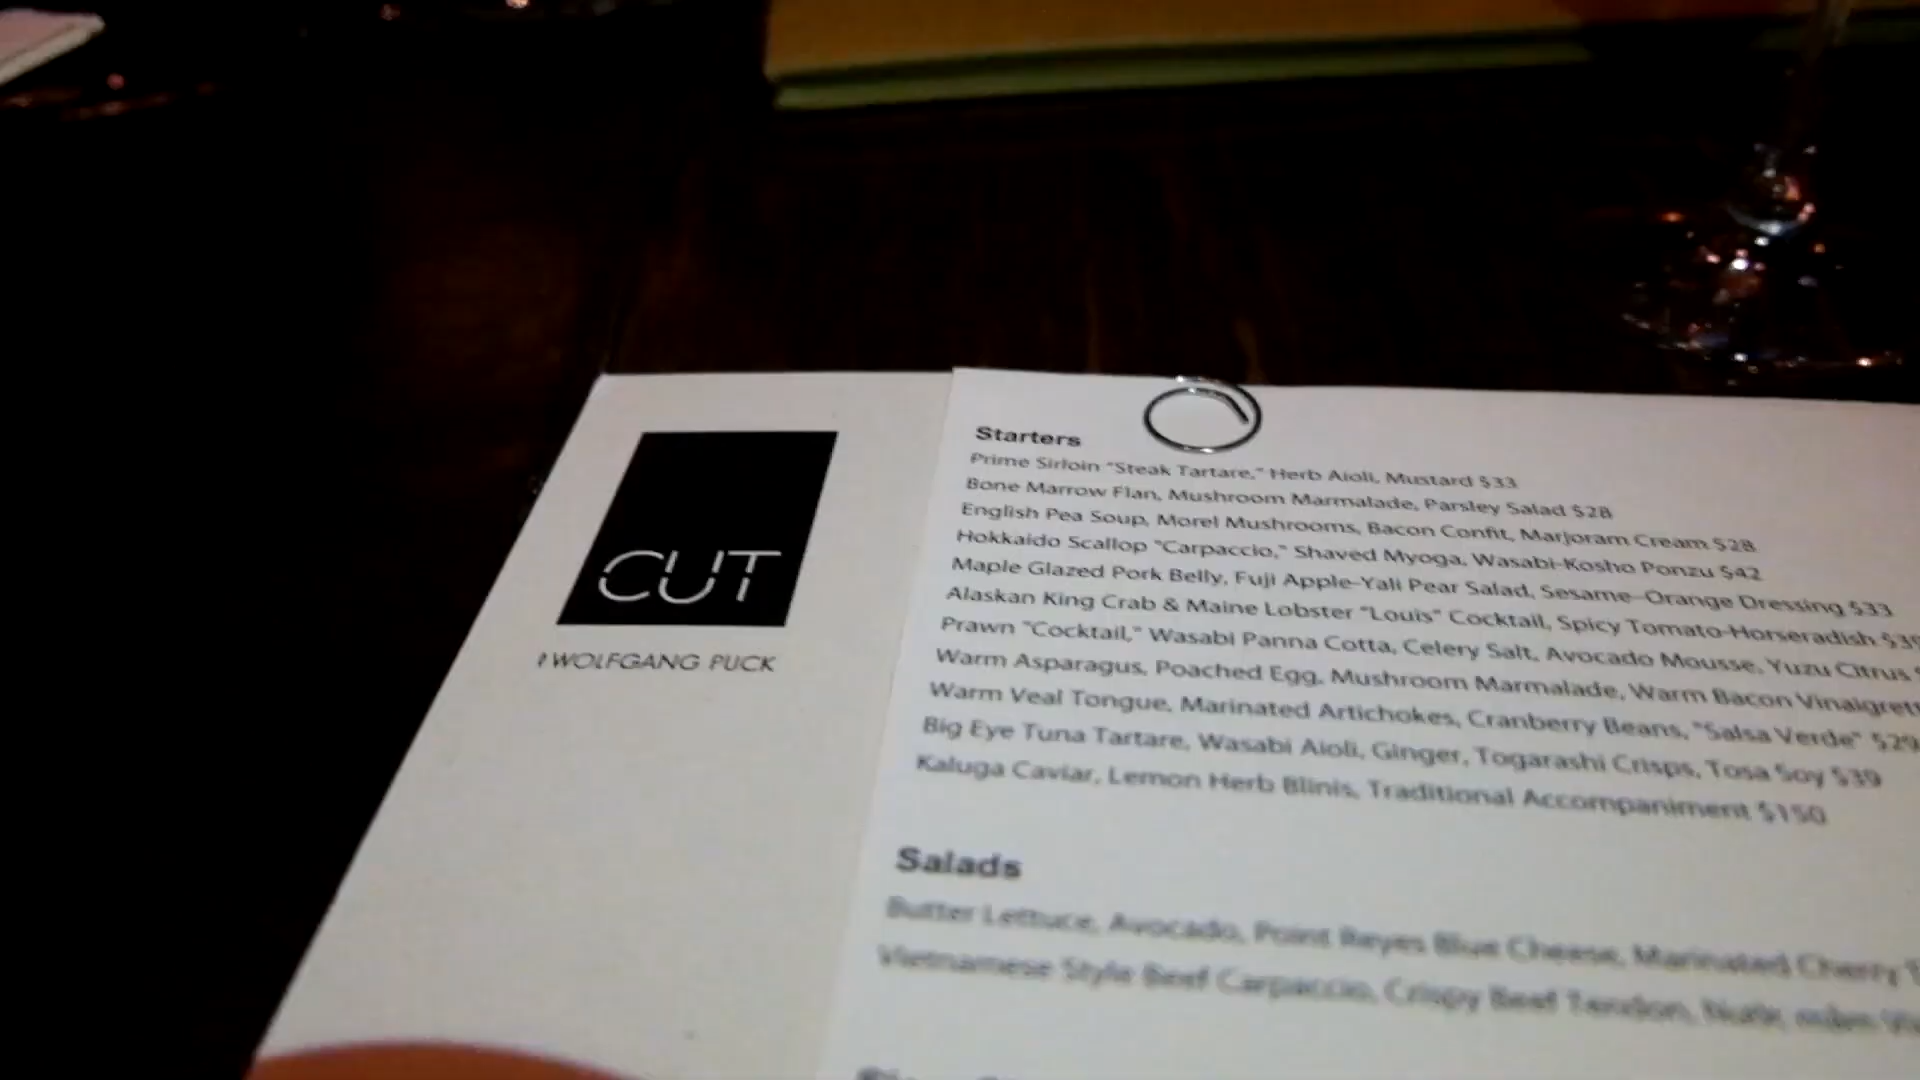 CUT
WOLFGANG PUCK
Starters
Prime Sirloin "Steak Tartare," Herb Aioli, Mustard $33
Bone Marrow Flan, Mushroom Marmalade, Parsley Salad $28
English Pea Soup, Morel Mushrooms, Bacon Confit, Marjoram Cream $28
Hokkaido Scallop "Carpaccio," Shaved Myoga, Wasabi-Kosho Ponzu $42
Maple Glazed Pork Belly, Fuji Apple-Yali Pear Salad, Sesame-Orange Dressing $33
Alaskan King Crab & Maine Lobster "Louis" Cocktail, Spicy Tomato-Horseradish
Prawn "Cocktail," Wasabi Panna Cotta, Celery Salt, Avocado Mousse, Yuzu Citrus
Warm Asparagus, Poached Egg, Mushroom Marmalade, Warm Bacon
Warm Veal Tongue, Marinated Artichokes, Cranberry Beans, "Salsa Verde" $29
Big Eye Tuna Tartare, Wasabi Aioli, Ginger, Togarashi Crisps, Tosa Soy $39
Kaluga Caviar, Lemon Herb Blinis, Traditional Accompaniment $150
Salads
Butter Lettuce, Avocado, Point Reyes Blue Cheese, Marinated Cherry
Vietnamese Style Beef Carpaccio, Crispy Beef Tendon,